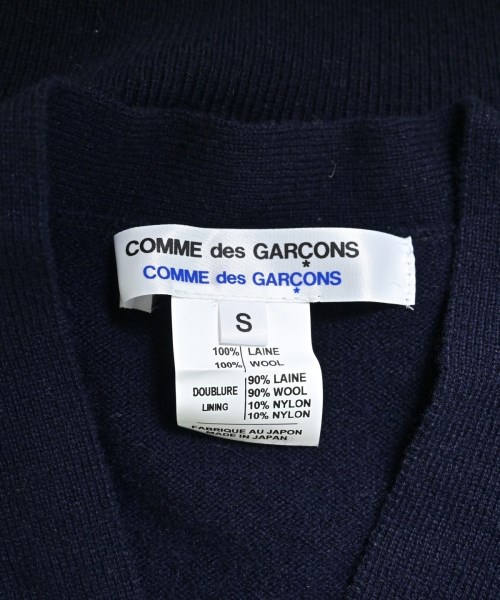 COMME des GARÇONS
COMME des GARÇONS
S
100% LAINE
100% WOOL
DOUBLURE 90% LAINE
LINING 90% WOOL
10% NYLON
10% NYLON
FABRIQUE AU JAPON
MADE IN JAPAN